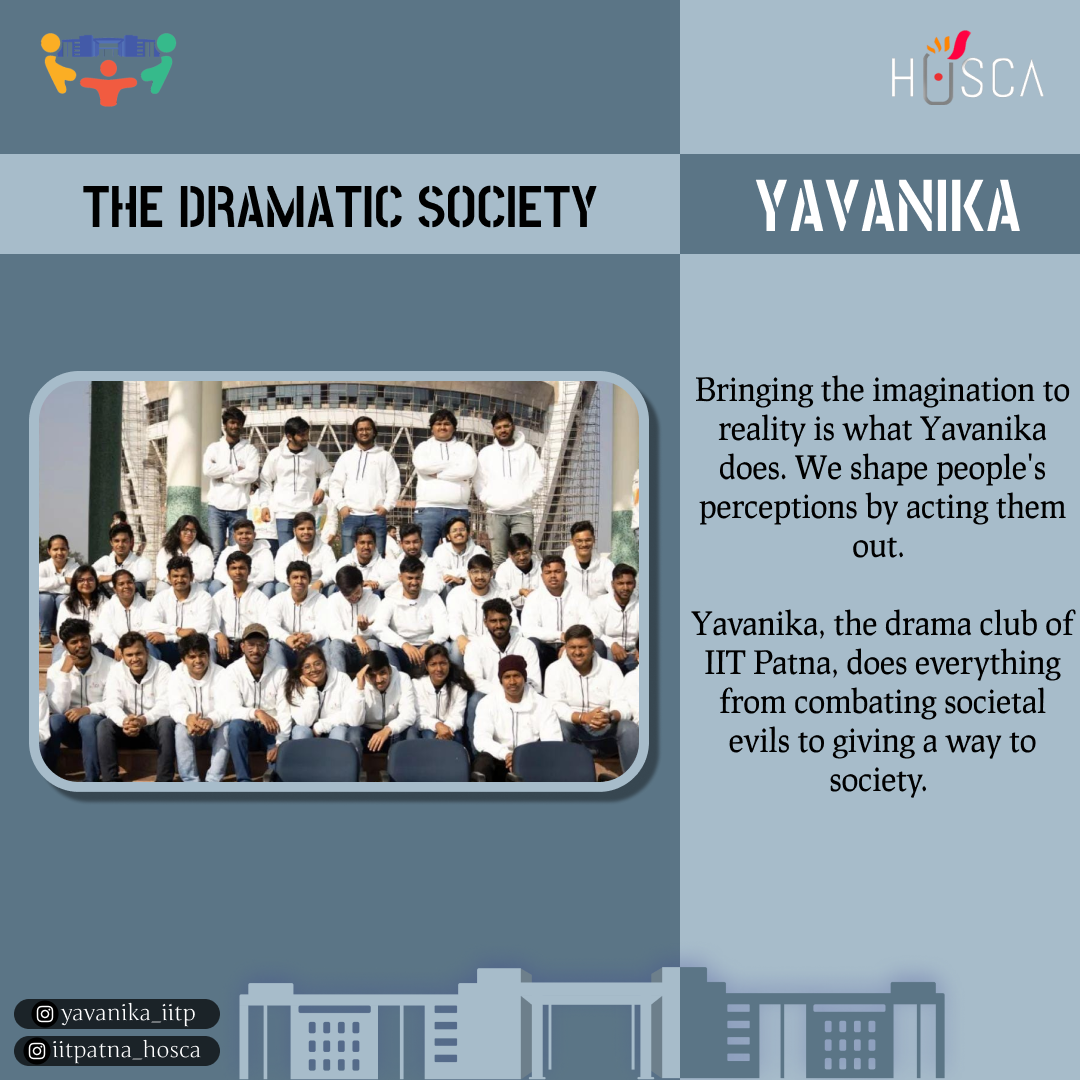 HOSCA
THE DRAMATIC SOCIETY
YAVANIKA
Bringing the imagination to
reality is what Yavanika
does. We shape people's
perceptions by acting them
out.
Yavanika, the drama club of
IIT Patna, does everything
from combating societal
evils to giving a way to
society.
yavanika_iitp
iitpatna_hosca